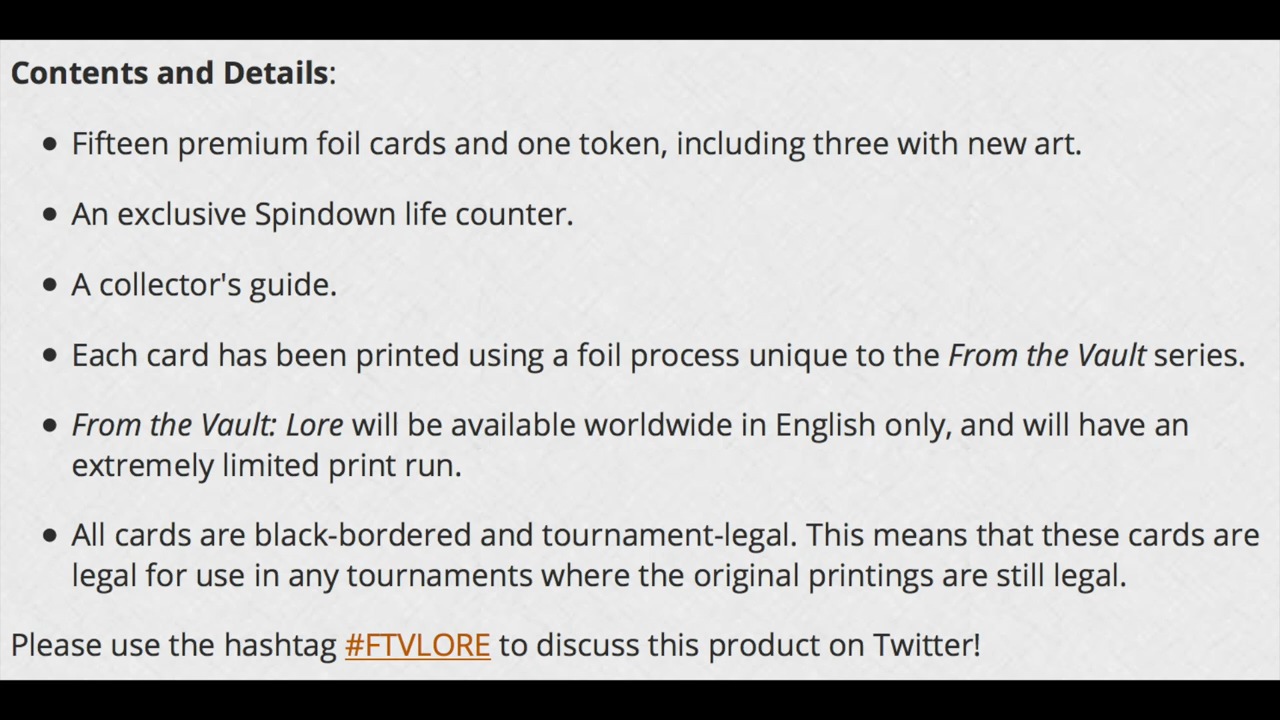 Contents and Details:
● Fifteen premium foil cards and one token, including three with new art.
● An exclusive Spindown life counter.
● A collector's guide.
● Each card has been printed using a foil process unique to the From the Vault series.
● From the Vault: Lore will be available worldwide in English only, and will have an
extremely limited print run.
● All cards are black-bordered and tournament-legal. This means that these cards are
legal for use in any tournaments where the original printings are still legal.
Please use the hashtag #FTVLORE to discuss this product on Twitter!